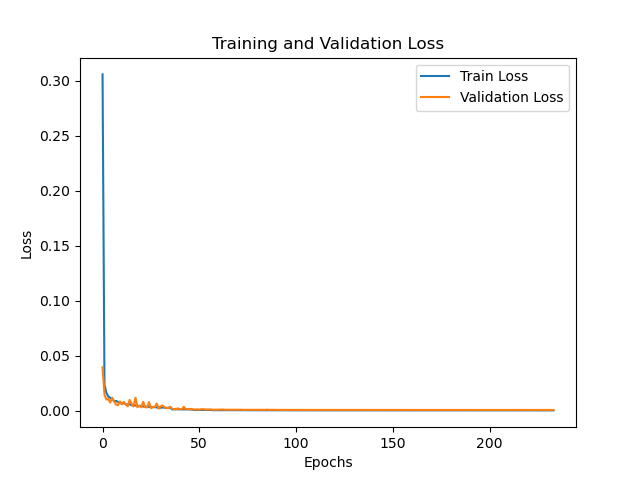 Training and Validation Loss
Train Loss
Validation Loss
0.30
0.25
0.20
0.15
0.10
0.05
0.00
Loss
0 50 100 150 200
Epochs